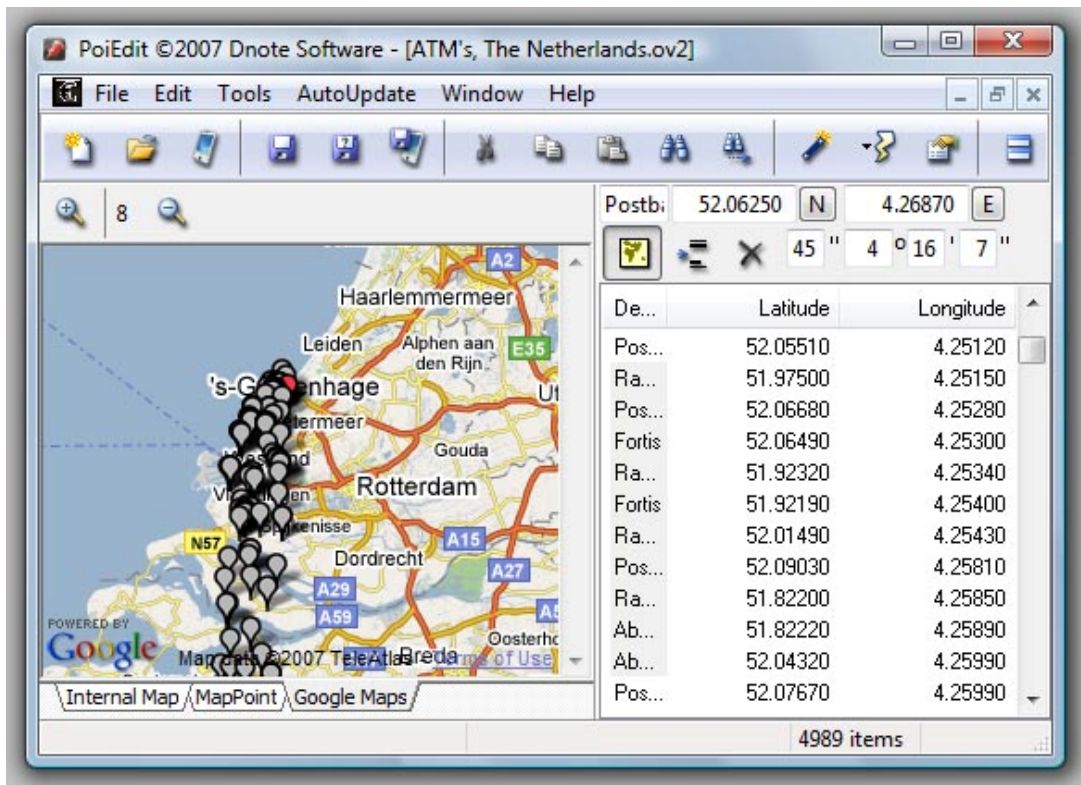 PoiEdit ©2007 Dnote Software - [ATM's, The Netherlands.ov2]
File Edit Tools AutoUpdate Window Help
8
Postb
52.06250 N 4.26870 E
45 " 4 ° 16 ' 7 "
De... Latitude Longitude
Pos... 52.05510 4.25120
Ra... 51.97500 4.25150
Pos... 52.06680 4.25280
Fortis 52.06490 4.25300
Ra... 51.92320 4.25340
Fortis 51.92190 4.25400
Ra... 52.01490 4.25430
Pos... 52.09030 4.25810
Ra... 51.82200 4.25850
Ab... 51.82220 4.25890
Ab... 52.04320 4.25990
Pos... 52.07670 4.25990
A2
Haarlemmermeer
Leiden
Alphen aan
den Rijn
E35
's-G enhage
Ut
termeer
Gouda
Rotterdam
N57
enisse
A15
Dordrecht
A27
A29
A59
POWERED BY
Google
Oosterho
Map data ©2007 TeleAtlas - Terms of Use
Breda
Internal Map MapPoint Google Maps
4989 items